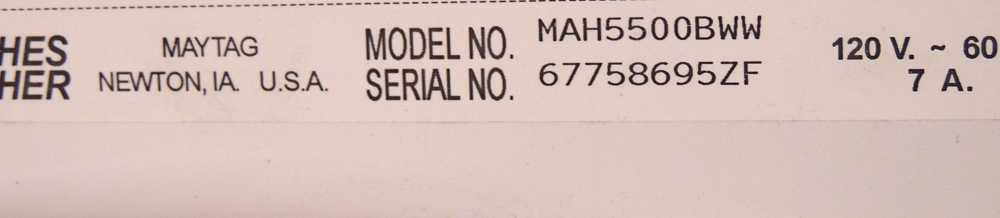 HES MAYTAG MODEL NO. MAH5500BWW 120 V. ~ 60
HER NEWTON, IA. U.S.A. SERIAL NO. 67758695ZF 7 A.